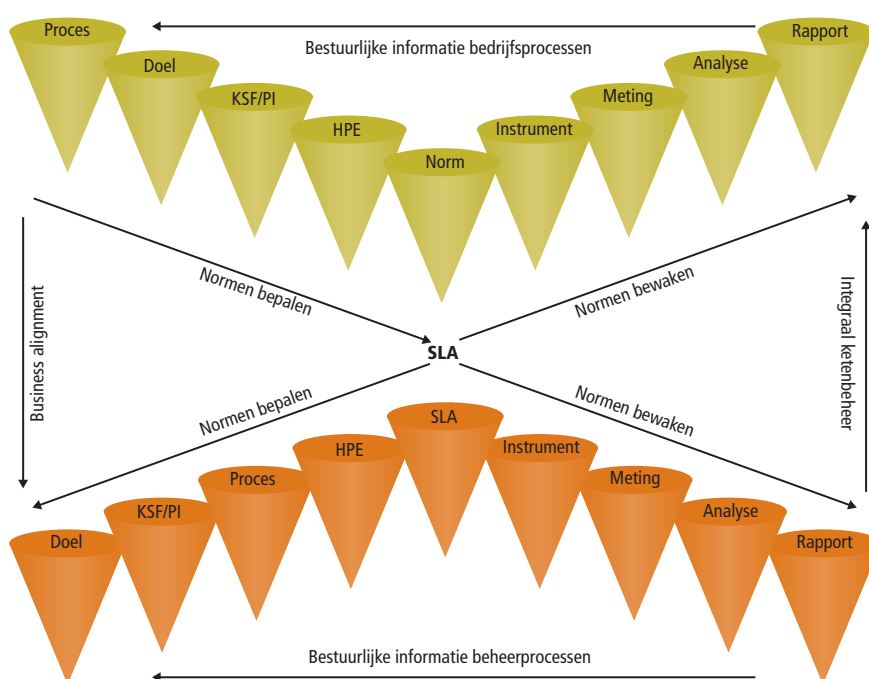 Proces
Rapport
Bestuurlijke informatie bedrijfsprocessen
Doel
Analyse
KSF/PI
Meting
HPE
Instrument
Norm
Normen bepalen
Normen bewaken
Business alignment
Integraal ketenbeheer
SLA
Normen bepalen
Normen bewaken
SLA
HPE
Instrument
Proces
Meting
KSF/PI
Analyse
Doel
Rapport
Bestuurlijke informatie beheerprocessen